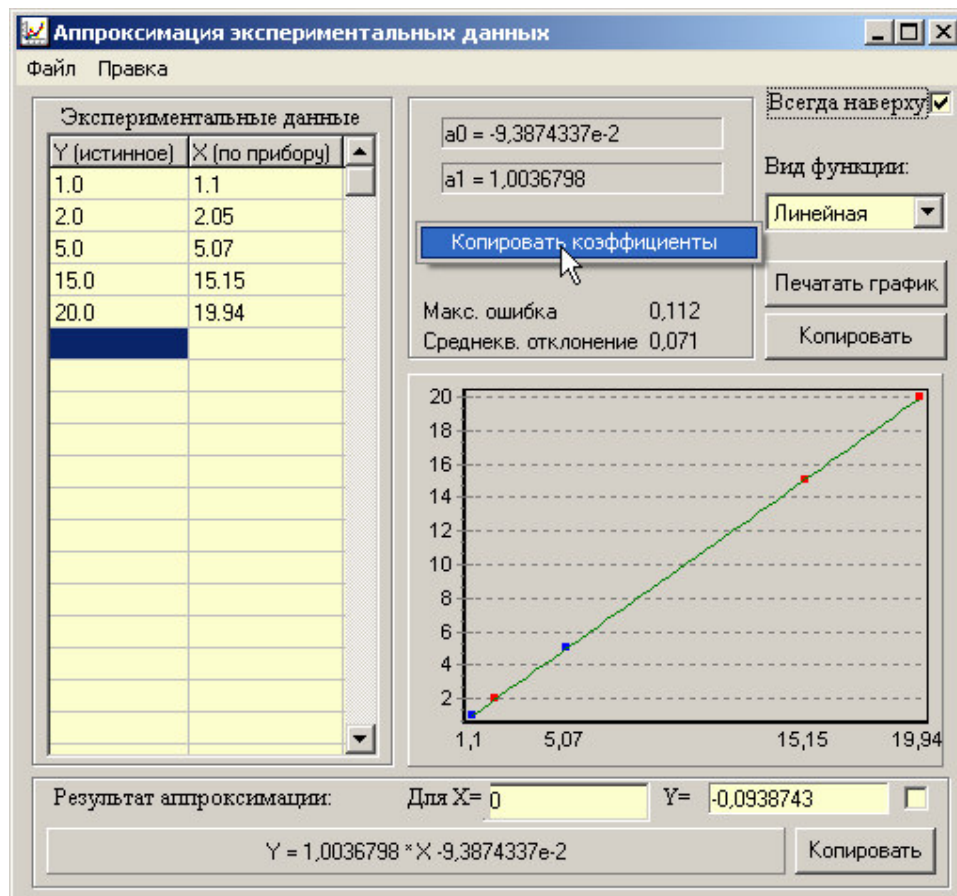 Аппроксимация экспериментальных данных
Файл Правка
Экспериментальные данные
Y (истинное) X (по прибору)
1.0 1.1
2.0 2.05
5.0 5.07
15.0 15.15
20.0 19.94
a0 = -9,3874337e-2
a1 = 1,0036798
Копировать коэффициенты
Макс. ошибка 0,112
Среднекв. отклонение 0,071
Всегда наверху
Вид функции:
Линейная
Печатать график
Копировать
20
18
16
14
12
10
8
6
4
2
1,1 5,07 15,15 19,94
Результат аппроксимации: Для X= 0 Y= -0,0938743
Y = 1,0036798 * X -9,3874337e-2 Копировать